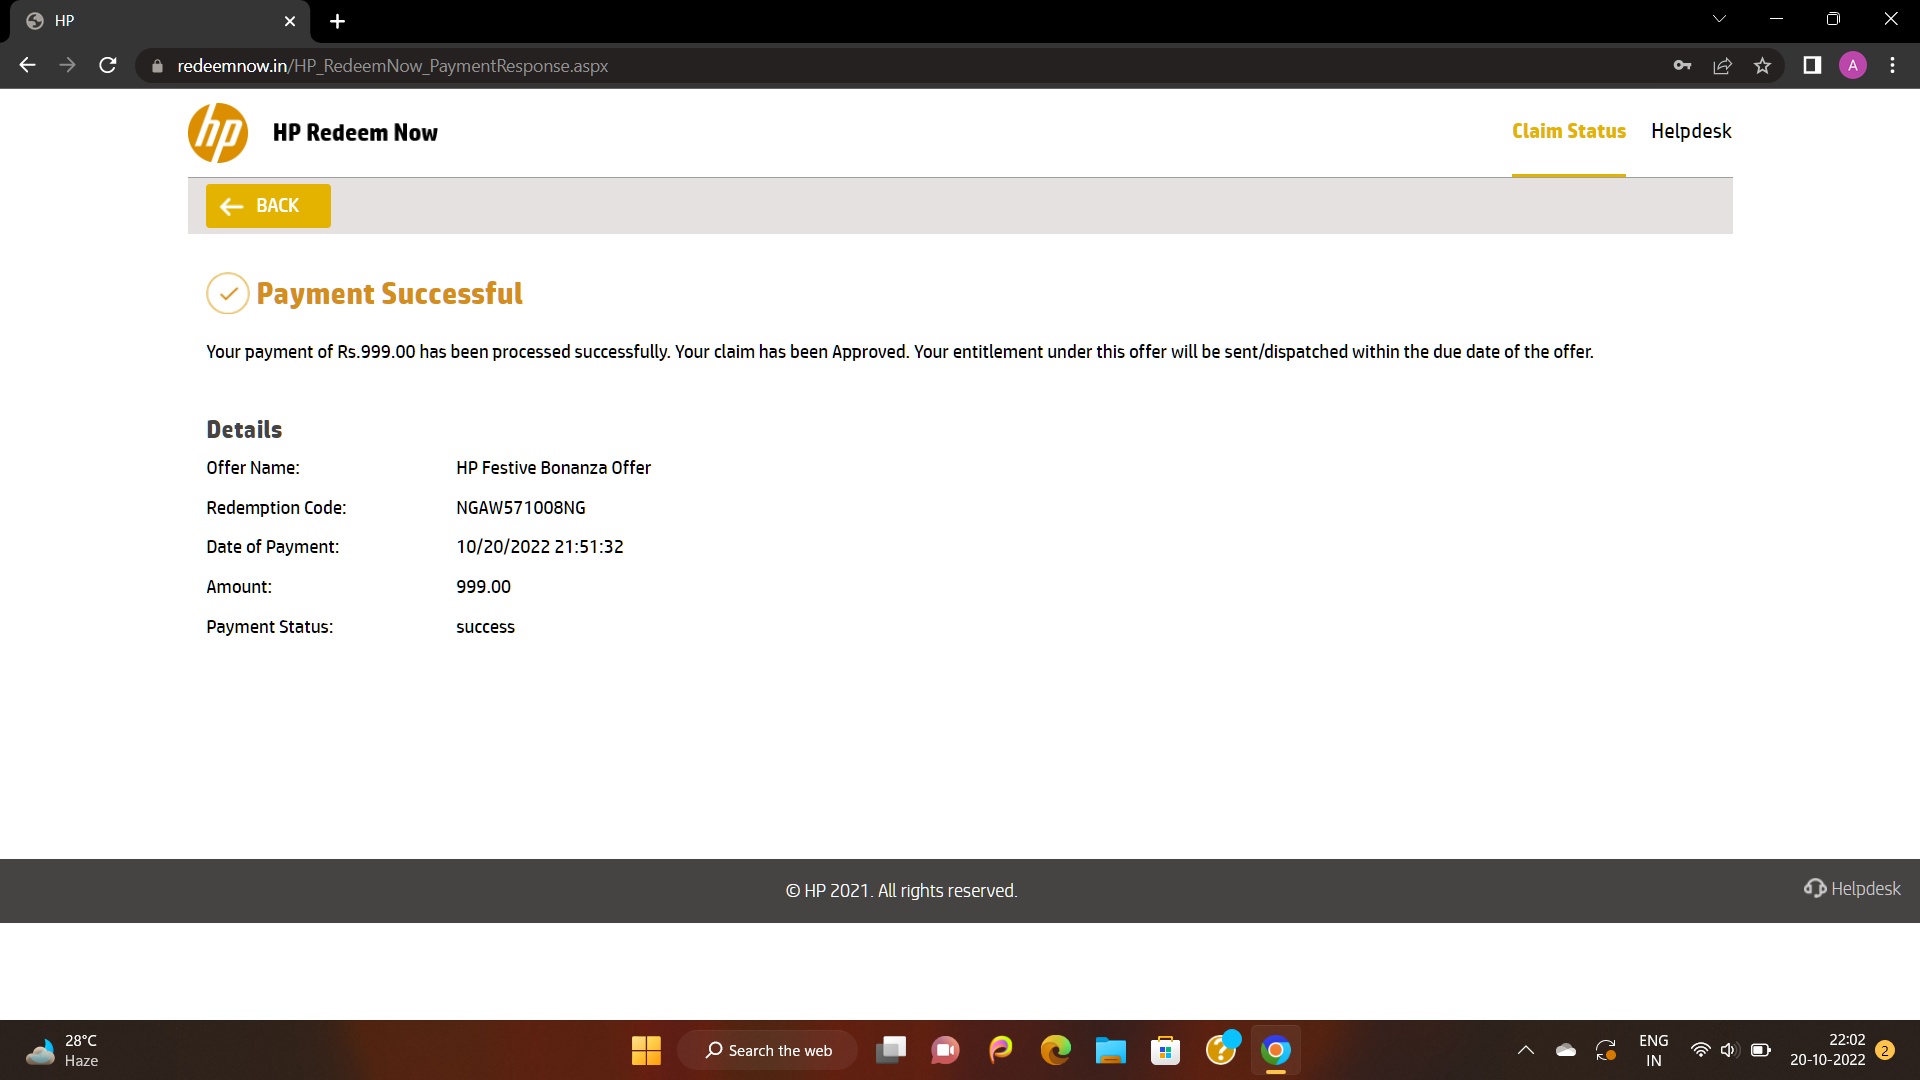 HP
redeemnow.in/HP_RedeemNow_PaymentResponse.aspx
A
hp
HP Redeem Now
Claim Status
Helpdesk
BACK
Payment Successful
Your payment of Rs.999.00 has been processed successfully. Your claim has been Approved. Your entitlement under this offer will be sent/dispatched within the due date of the offer.
Details
Offer Name: HP Festive Bonanza Offer
Redemption Code: NGAW571008NG
Date of Payment: 10/20/2022 21:51:32
Amount: 999.00
Payment Status: success
© HP 2021. All rights reserved.
Helpdesk
28°C
Haze
Search the web
ENG
IN
22:02
20-10-2022
2